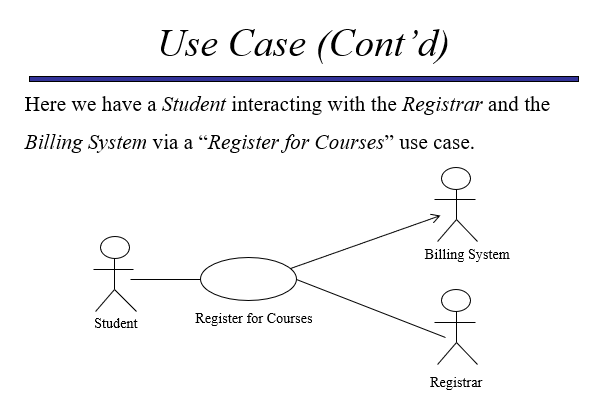 Use Case (Cont’d)
Here we have a Student interacting with the Registrar and the
Billing System via a “Register for Courses” use case.
Billing System
Student
Register for Courses
Registrar